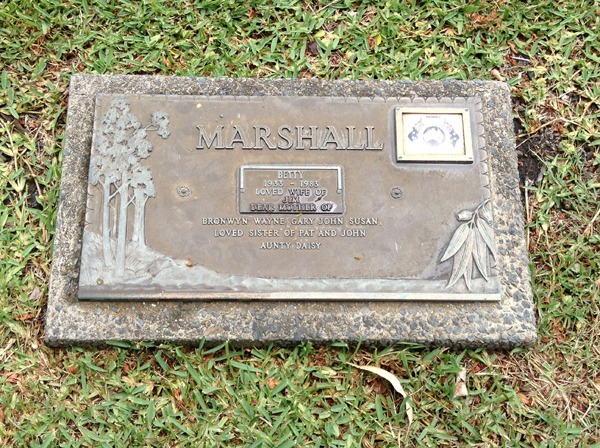 MARSHALL
BETTY
1933 - 1983
LOVED WIFE OF
JIM
DEAR MOTHER OF
BRONWYN WAYNE GARY JOHN SUSAN.
LOVED SISTER OF PAT AND JOHN
AUNTY DAISY